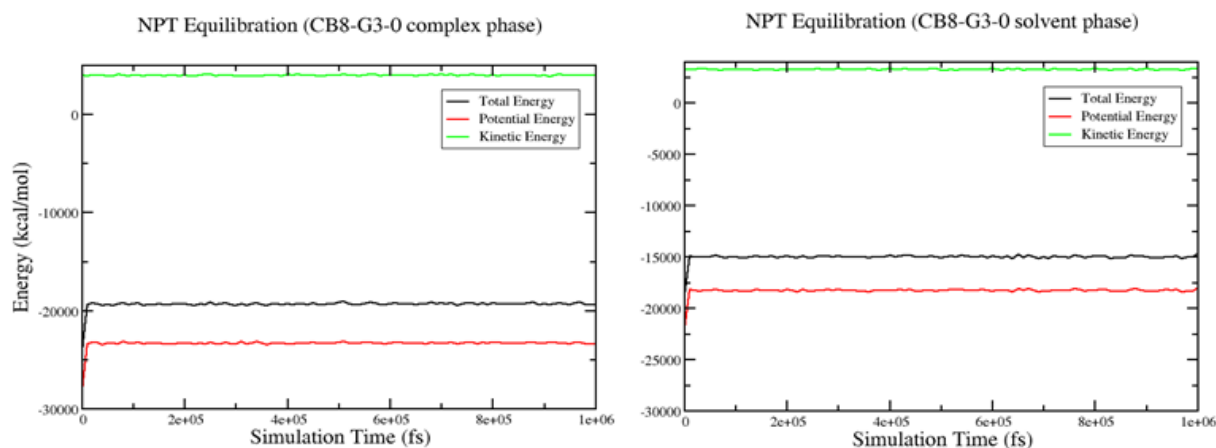 NPT Equilibration (CB8-G3-0 complex phase)
Total Energy
Potential Energy
Kinetic Energy
0
-10000
-20000
-30000
Energy (kcal/mol)
0
2e+05
4e+05
6e+05
8e+05
1e+06
Simulation Time (fs)
NPT Equilibration (CB8-G3-0 solvent phase)
Total Energy
Potential Energy
Kinetic Energy
0
-5000
-10000
-15000
-20000
-25000
-30000
0
2e+05
4e+05
6e+05
8e+05
1e+06
Simulation Time (fs)